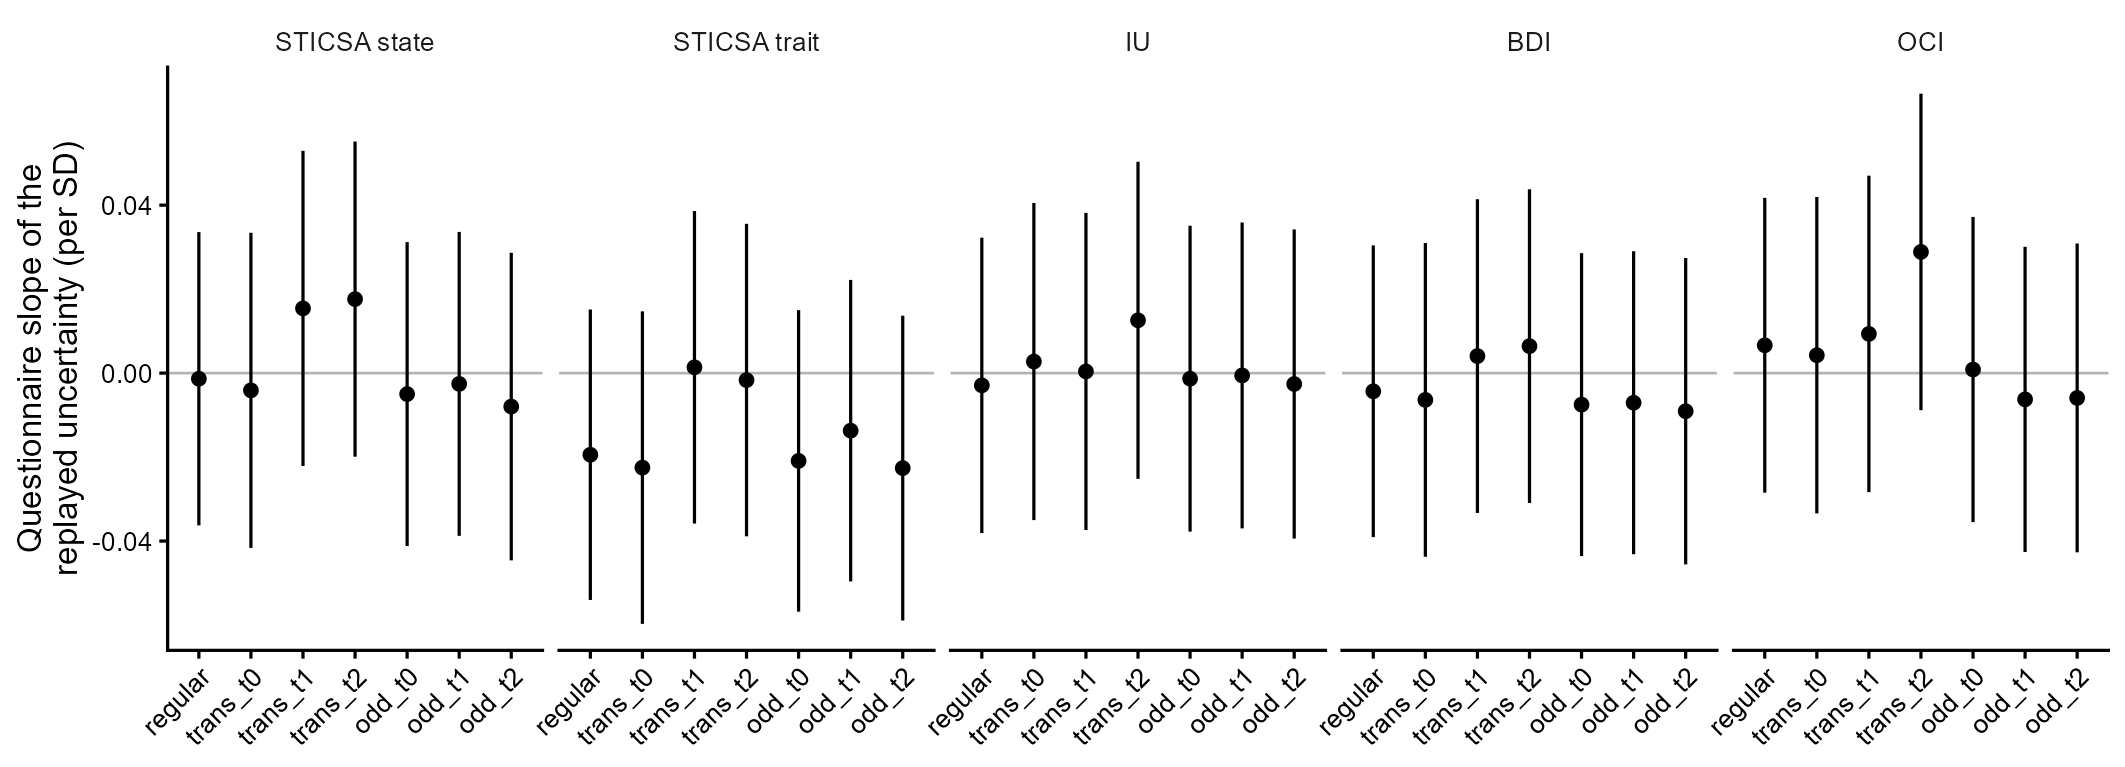 STICSA state
STICSA trait
IU
BDI
OCI
Questionnaire slope of the
replayed uncertainty (per SD)
0.04
0.00
-0.04
regular
trans_t0
trans_t1
trans_t2
odd_t0
odd_t1
odd_t2
regular
trans_t0
trans_t1
trans_t2
odd_t0
odd_t1
odd_t2
regular
trans_t0
trans_t1
trans_t2
odd_t0
odd_t1
odd_t2
regular
trans_t0
trans_t1
trans_t2
odd_t0
odd_t1
odd_t2
regular
trans_t0
trans_t1
trans_t2
odd_t0
odd_t1
odd_t2